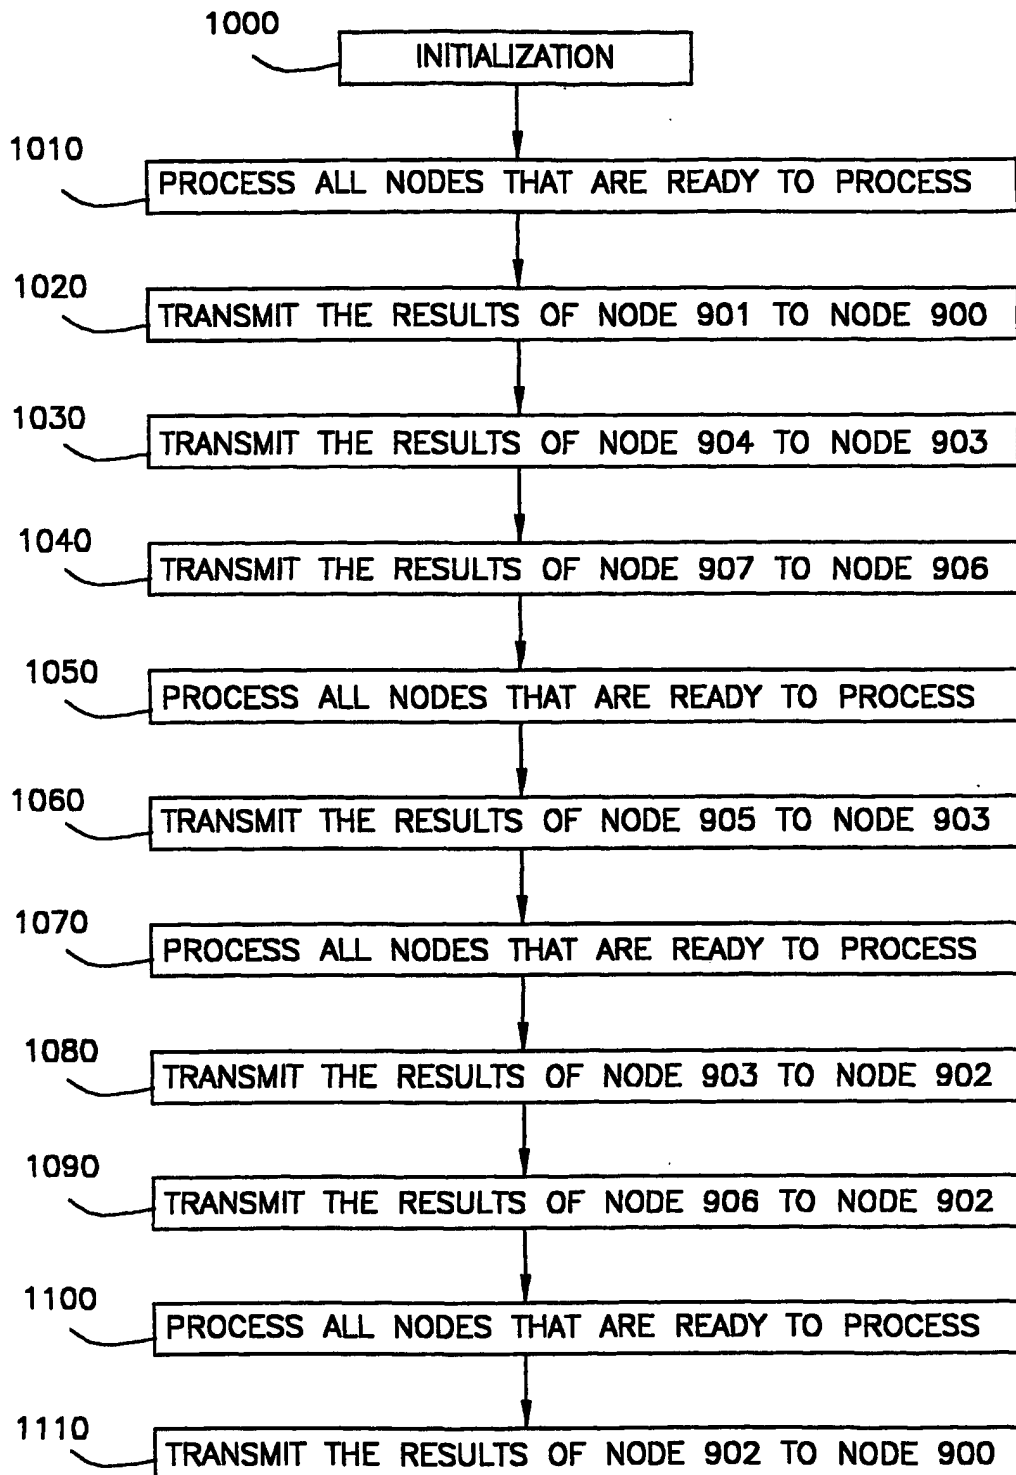 1000
INITIALIZATION
1010
PROCESS ALL NODES THAT ARE READY TO PROCESS
1020
TRANSMIT THE RESULTS OF NODE 901 TO NODE 900
1030
TRANSMIT THE RESULTS OF NODE 904 TO NODE 903
1040
TRANSMIT THE RESULTS OF NODE 907 TO NODE 906
1050
PROCESS ALL NODES THAT ARE READY TO PROCESS
1060
TRANSMIT THE RESULTS OF NODE 905 TO NODE 903
1070
PROCESS ALL NODES THAT ARE READY TO PROCESS
1080
TRANSMIT THE RESULTS OF NODE 903 TO NODE 902
1090
TRANSMIT THE RESULTS OF NODE 906 TO NODE 902
1100
PROCESS ALL NODES THAT ARE READY TO PROCESS
1110
TRANSMIT THE RESULTS OF NODE 902 TO NODE 900